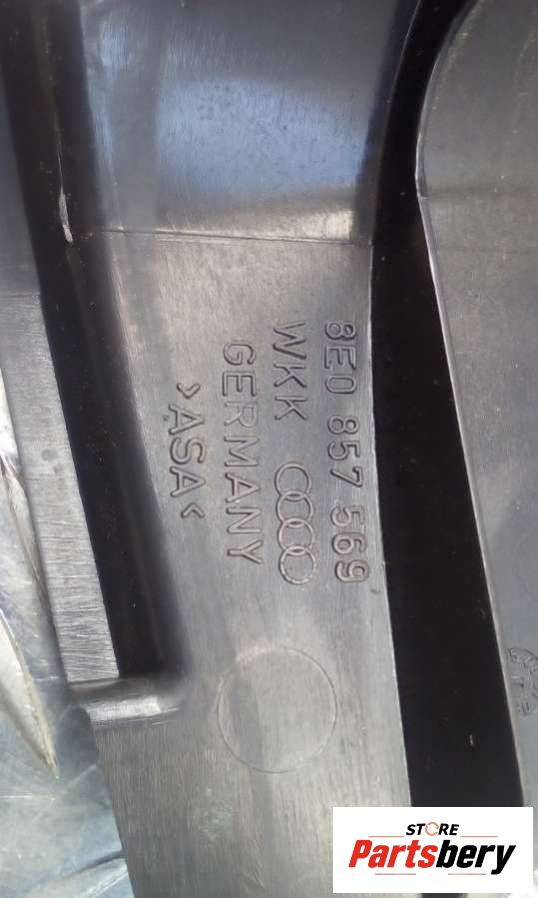 8E0 857 569
WKK
GERMANY
>ASA<
STORE
Partsbery